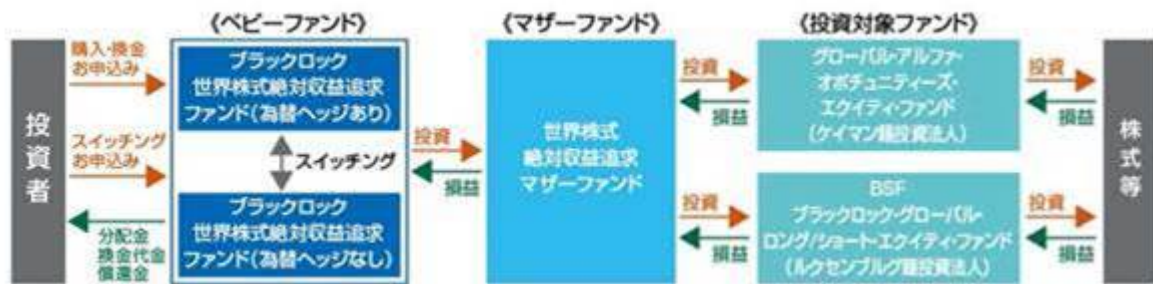 《ベビーファンド》
《マザーファンド》
《投資対象ファンド》
投資者
購入・換金
お申込み
スイッチング
お申込み
分配金
換金代金
償還金
ブラックロック
世界株式絶対収益追求
ファンド(為替ヘッジあり)
スイッチング
ブラックロック
世界株式絶対収益追求
ファンド(為替ヘッジなし)
投資
損益
世界株式
絶対収益追求
マザーファンド
投資
損益
投資
損益
グローバル・アルファ・
オポチュニティーズ・
エクイティ・ファンド
(ケイマン籍投資法人)
BSF
ブラックロック・グローバル・
ロング/ショート・エクイティ・ファンド
(ルクセンブルグ籍投資法人)
投資
損益
投資
損益
株式等